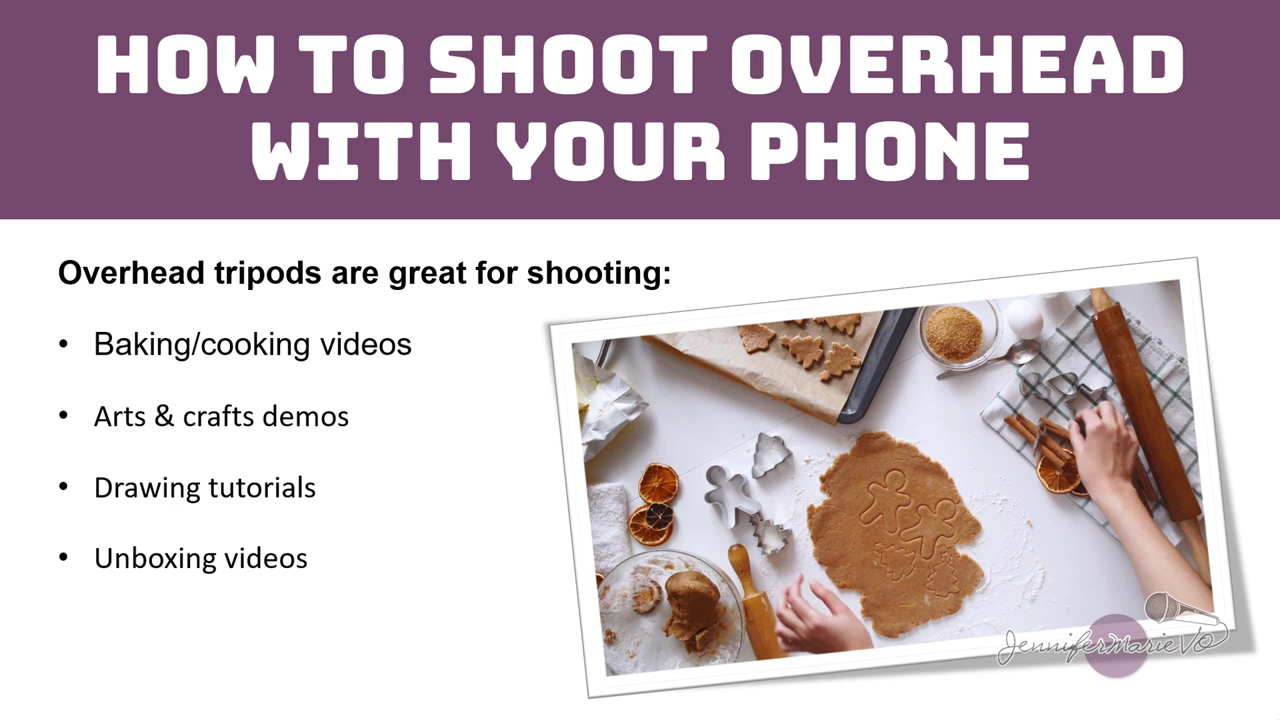 HOW TO SHOOT OVERHEAD
WITH YOUR PHONE
Overhead tripods are great for shooting:
• Baking/cooking videos
• Arts & crafts demos
• Drawing tutorials
• Unboxing videos
JenniferMarieVO